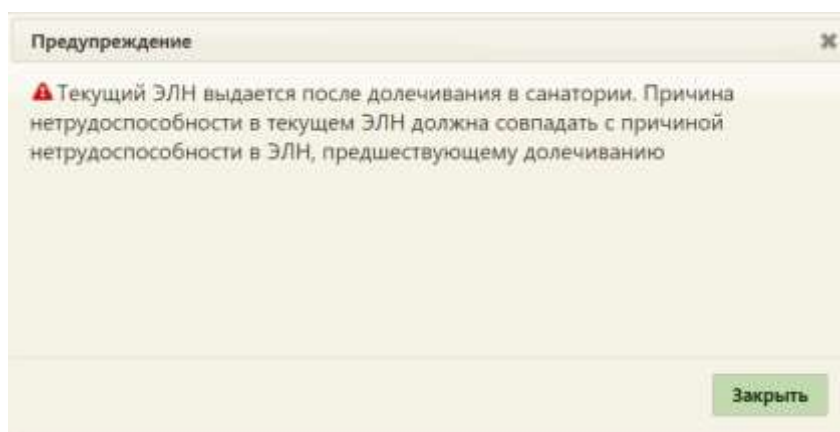 Предупреждение
Текущий ЭЛН выдается после долечивания в санатории. Причина
нетрудоспособности в текущем ЭЛН должна совпадать с причиной
нетрудоспособности в ЭЛН, предшествующему долечиванию
Закрыть